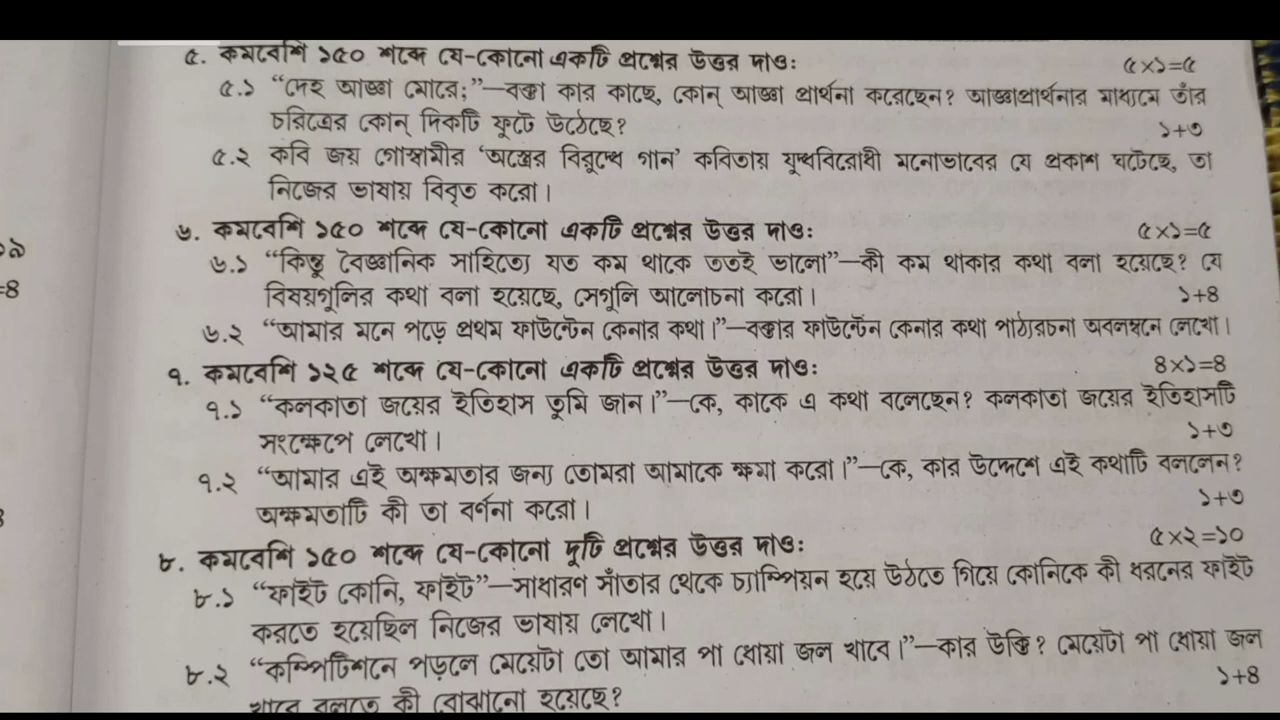 ৫. কমবেশি ১৫০ শব্দে যে-কোনো একটি প্রশ্নের উত্তর দাও: ৫×১=৫
৫.১ “দেহ আজ্ঞা মোরে;”—বক্তা কার কাছে, কোন্ আজ্ঞা প্রার্থনা করেছেন? আজ্ঞাপ্রার্থনার মাধ্যমে তাঁর
চরিত্রের কোন্ দিকটি ফুটে উঠেছে? ১+৩
৫.২ কবি জয় গোস্বামীর ‘অস্ত্রের বিরুদ্ধে গান’ কবিতায় যুদ্ধবিরোধী মনোভাবের যে প্রকাশ ঘটেছে, তা
নিজের ভাষায় বিবৃত করো।
৬. কমবেশি ১৫০ শব্দে যে-কোনো একটি প্রশ্নের উত্তর দাও: ৫×১=৫
৬.১ “কিন্তু বৈজ্ঞানিক সাহিত্যে যত কম থাকে ততই ভালো”—কী কম থাকার কথা বলা হয়েছে? যে
বিষয়গুলির কথা বলা হয়েছে, সেগুলি আলোচনা করো। ১+৪
৬.২ “আমার মনে পড়ে প্রথম ফাউন্টেন কেনার কথা।”—বক্তার ফাউন্টেন কেনার কথা পাঠ্যরচনা অবলম্বনে লেখো।
৭. কমবেশি ১২৫ শব্দে যে-কোনো একটি প্রশ্নের উত্তর দাও: ৪×১=৪
৭.১ “কলকাতা জয়ের ইতিহাস তুমি জান।”—কে, কাকে এ কথা বলেছেন? কলকাতা জয়ের ইতিহাসটি
সংক্ষেপে লেখো। ১+৩
৭.২ “আমার এই অক্ষমতার জন্য তোমরা আমাকে ক্ষমা করো।”—কে, কার উদ্দেশে এই কথাটি বললেন?
অক্ষমতাটি কী তা বর্ণনা করো। ১+৩
৮. কমবেশি ১৫০ শব্দে যে-কোনো দুটি প্রশ্নের উত্তর দাও: ৫×২=১০
৮.১ “ফাইট কোনি, ফাইট”—সাধারণ সাঁতার থেকে চ্যাম্পিয়ন হয়ে উঠতে গিয়ে কোনিকে কী ধরনের ফাইট
করতে হয়েছিল নিজের ভাষায় লেখো।
৮.২ “কম্পিটিশনে পড়লে মেয়েটা তো আমার পা ধোয়া জল খাবে।”—কার উক্তি? মেয়েটা পা ধোয়া জল
খাবে বলতে কী বোঝানো হয়েছে? ১+৪